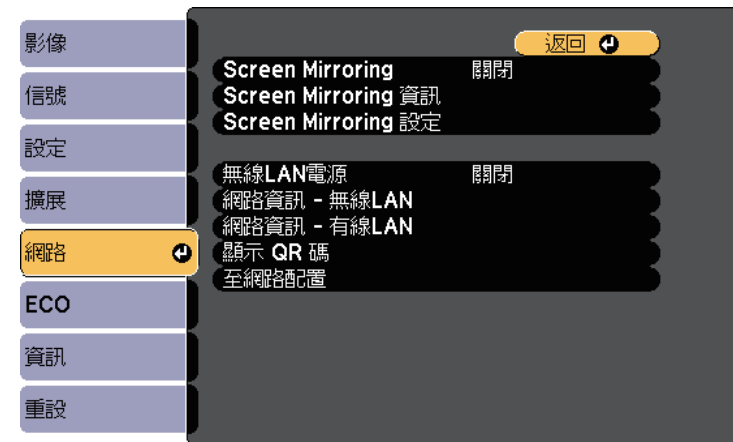 影像
信號
設定
擴展
網路
ECO
資訊
重設
返回
Screen Mirroring 關閉
Screen Mirroring 資訊
Screen Mirroring 設定
無線LAN電源 關閉
網路資訊 - 無線LAN
網路資訊 - 有線LAN
顯示 QR 碼
至網路配置